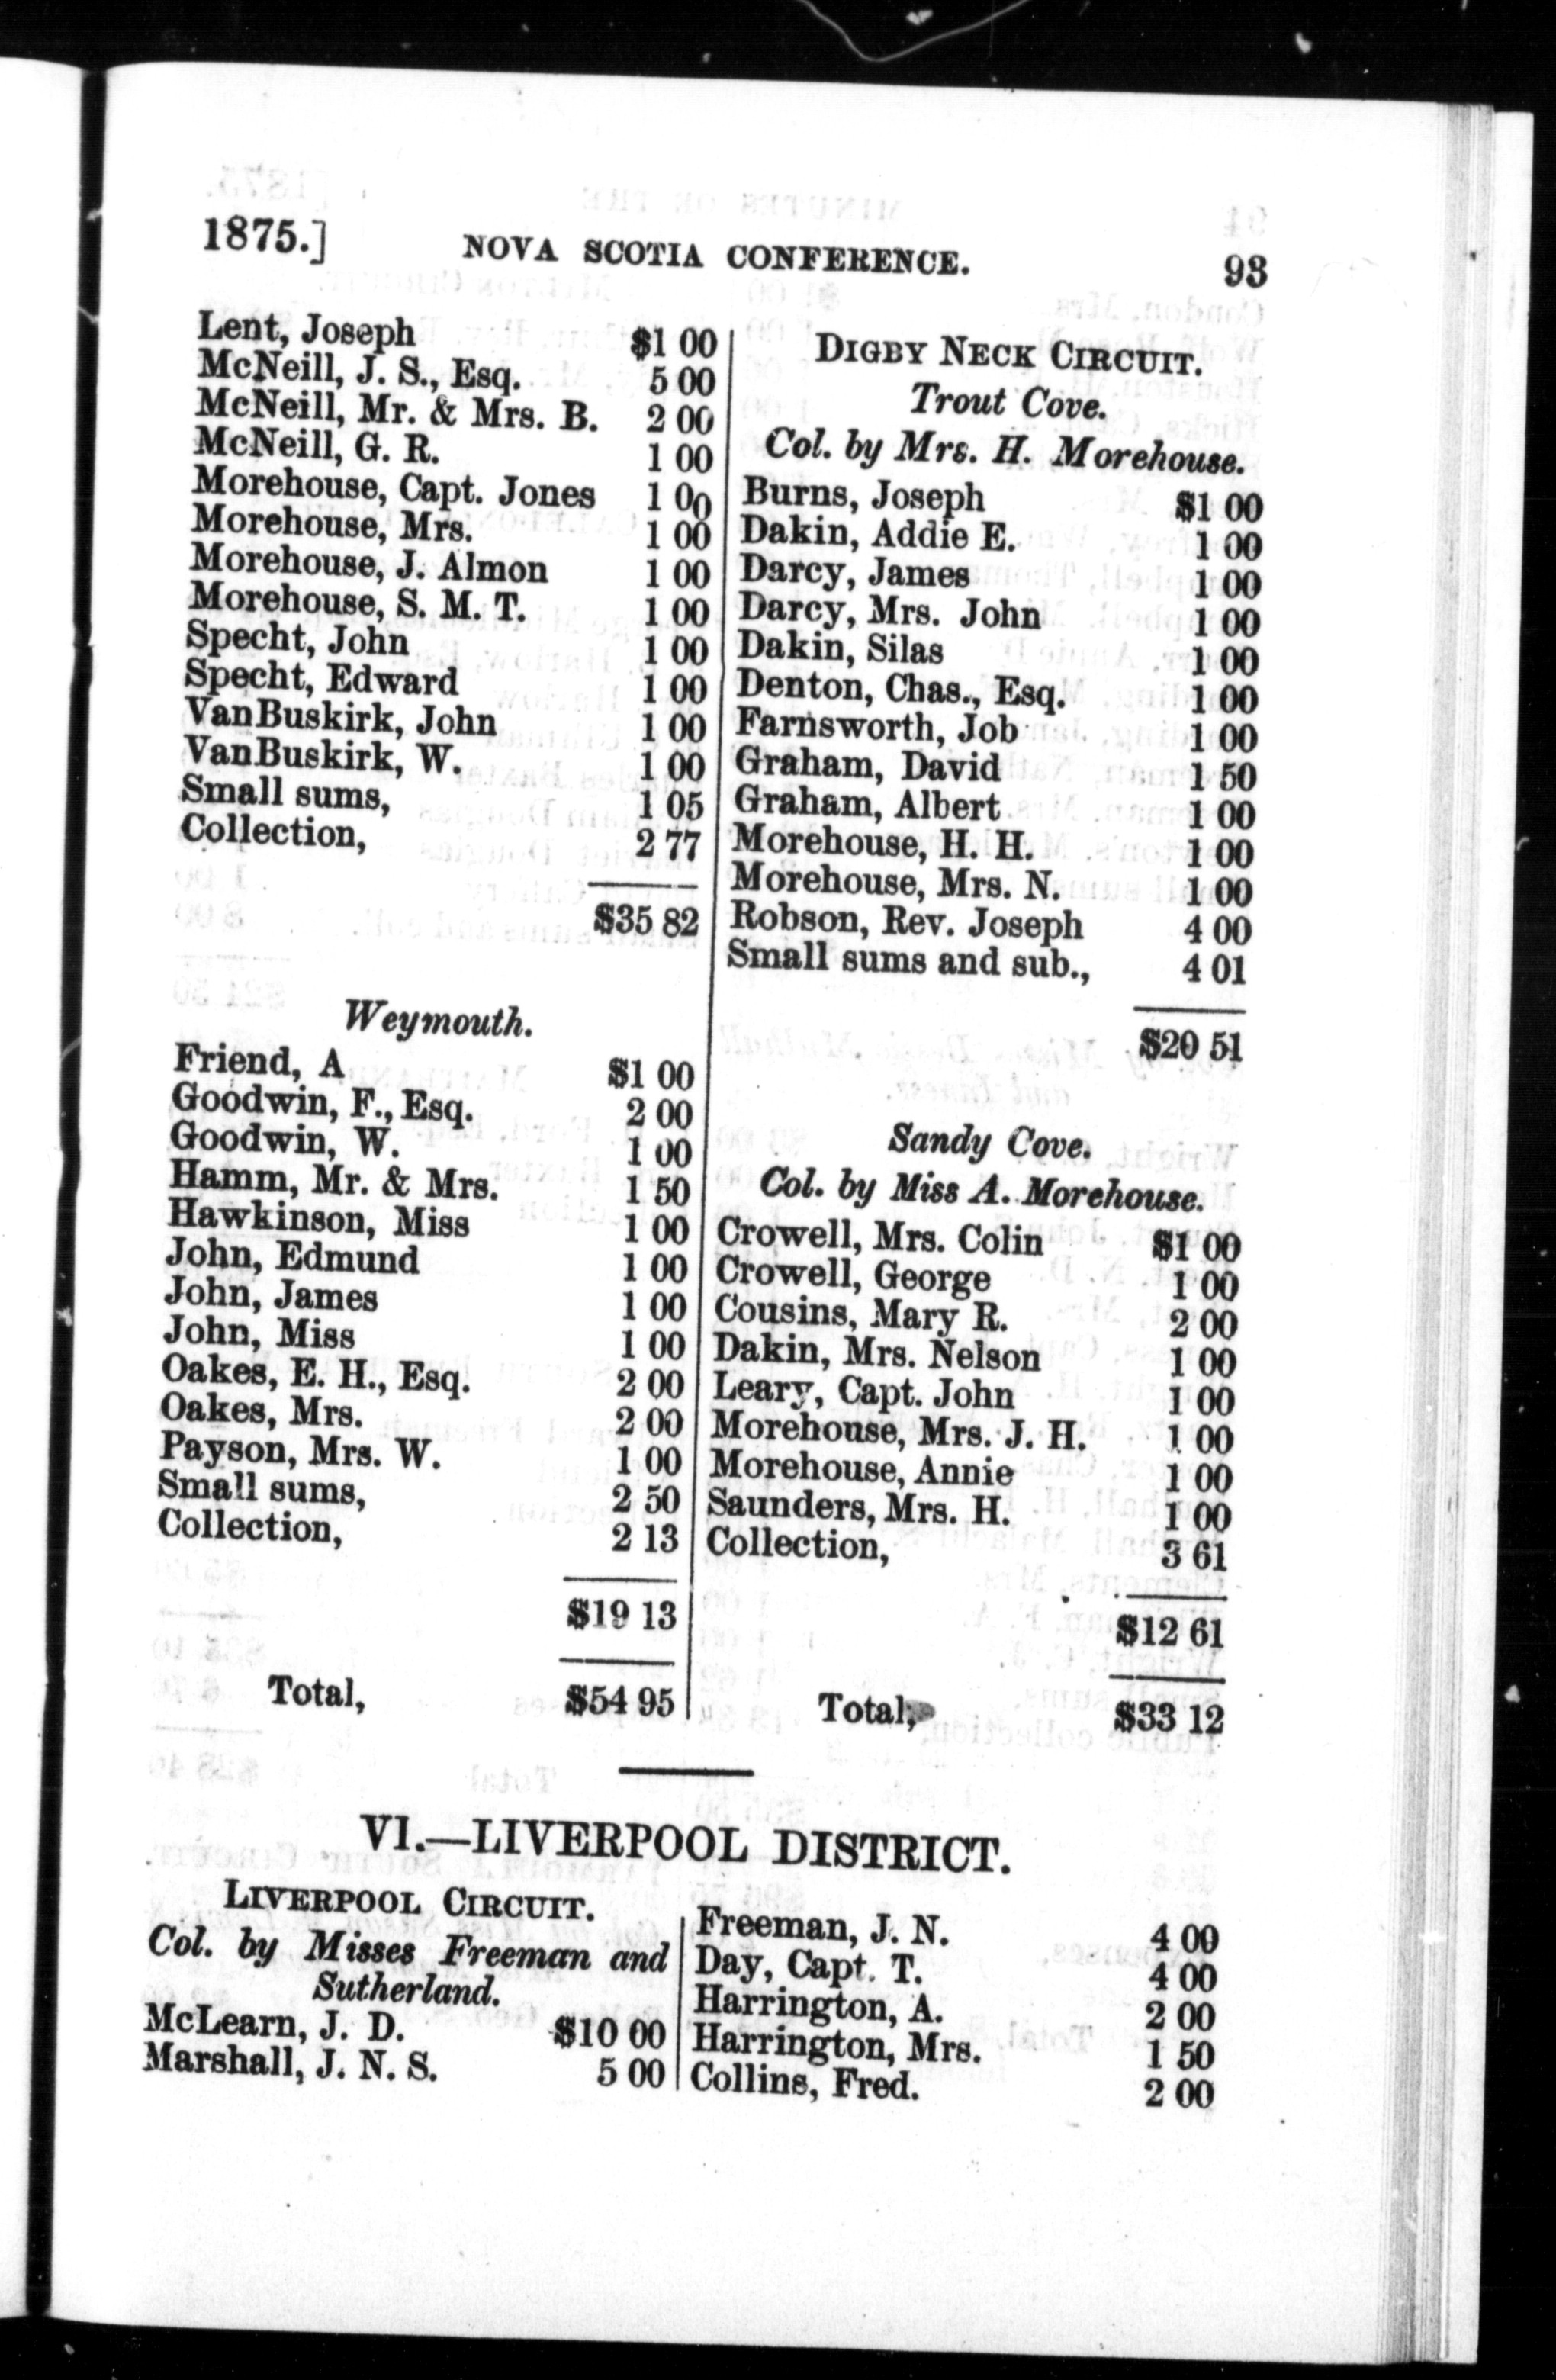 1875.] NOVA SCOTIA CONFERENCE. 93
Lent, Joseph $1 00
McNeill, J. S., Esq. 5 00
McNeill, Mr. & Mrs. B. 2 00
McNeill, G. R. 1 00
Morehouse, Capt. Jones 1 00
Morehouse, Mrs. 1 00
Morehouse, J. Almon 1 00
Morehouse, S. M. T. 1 00
Specht, John 1 00
Specht, Edward 1 00
VanBuskirk, John 1 00
VanBuskirk, W. 1 00
Small sums, 1 05
Collection, 2 77
$35 82
Weymouth.
Friend, A $1 00
Goodwin, F., Esq. 2 00
Goodwin, W. 1 00
Hamm, Mr. & Mrs. 1 50
Hawkinson, Miss 1 00
John, Edmund 1 00
John, James 1 00
John, Miss 1 00
Oakes, E. H., Esq. 2 00
Oakes, Mrs. 2 00
Payson, Mrs. W. 1 00
Small sums, 2 50
Collection, 2 13
$19 13
Total, $54 95
DIGBY NECK CIRCUIT.
Trout Cove.
Col. by Mrs. H. Morehouse.
Burns, Joseph $1 00
Dakin, Addie E. 1 00
Darcy, James 1 00
Darcy, Mrs. John 1 00
Dakin, Silas 1 00
Denton, Chas., Esq. 1 00
Farnsworth, Job 1 00
Graham, David 1 50
Graham, Albert 1 00
Morehouse, H. H. 1 00
Morehouse, Mrs. N. 1 00
Robson, Rev. Joseph 4 00
Small sums and sub., 4 01
$20 51
Sandy Cove.
Col. by Miss A. Morehouse.
Crowell, Mrs. Colin $1 00
Crowell, George 1 00
Cousins, Mary R. 2 00
Dakin, Mrs. Nelson 1 00
Leary, Capt. John 1 00
Morehouse, Mrs. J. H. 1 00
Morehouse, Annie 1 00
Saunders, Mrs. H. 1 00
Collection, 3 61
$12 61
Total, $33 12
VI.—LIVERPOOL DISTRICT.
LIVERPOOL CIRCUIT.
Col. by Misses Freeman and
Sutherland.
McLearn, J. D. $10 00
Marshall, J. N. S. 5 00
Freeman, J. N. 4 00
Day, Capt. T. 4 00
Harrington, A. 2 00
Harrington, Mrs. 1 50
Collins, Fred. 2 00